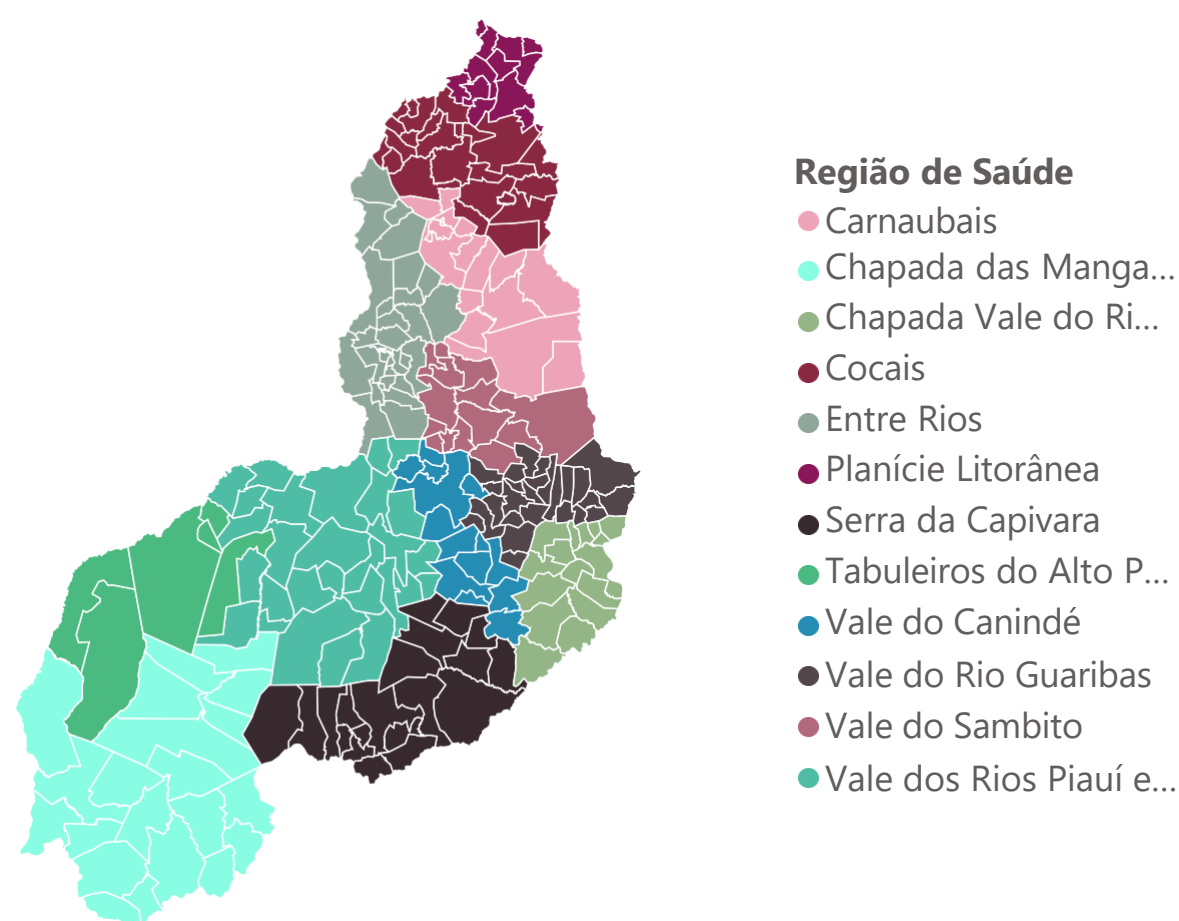 Região de Saúde
Carnaubais
Chapada das Manga...
Chapada Vale do Ri...
Cocais
Entre Rios
Planície Litorânea
Serra da Capivara
Tabuleiros do Alto P...
Vale do Canindé
Vale do Rio Guaribas
Vale do Sambito
Vale dos Rios Piauí e...